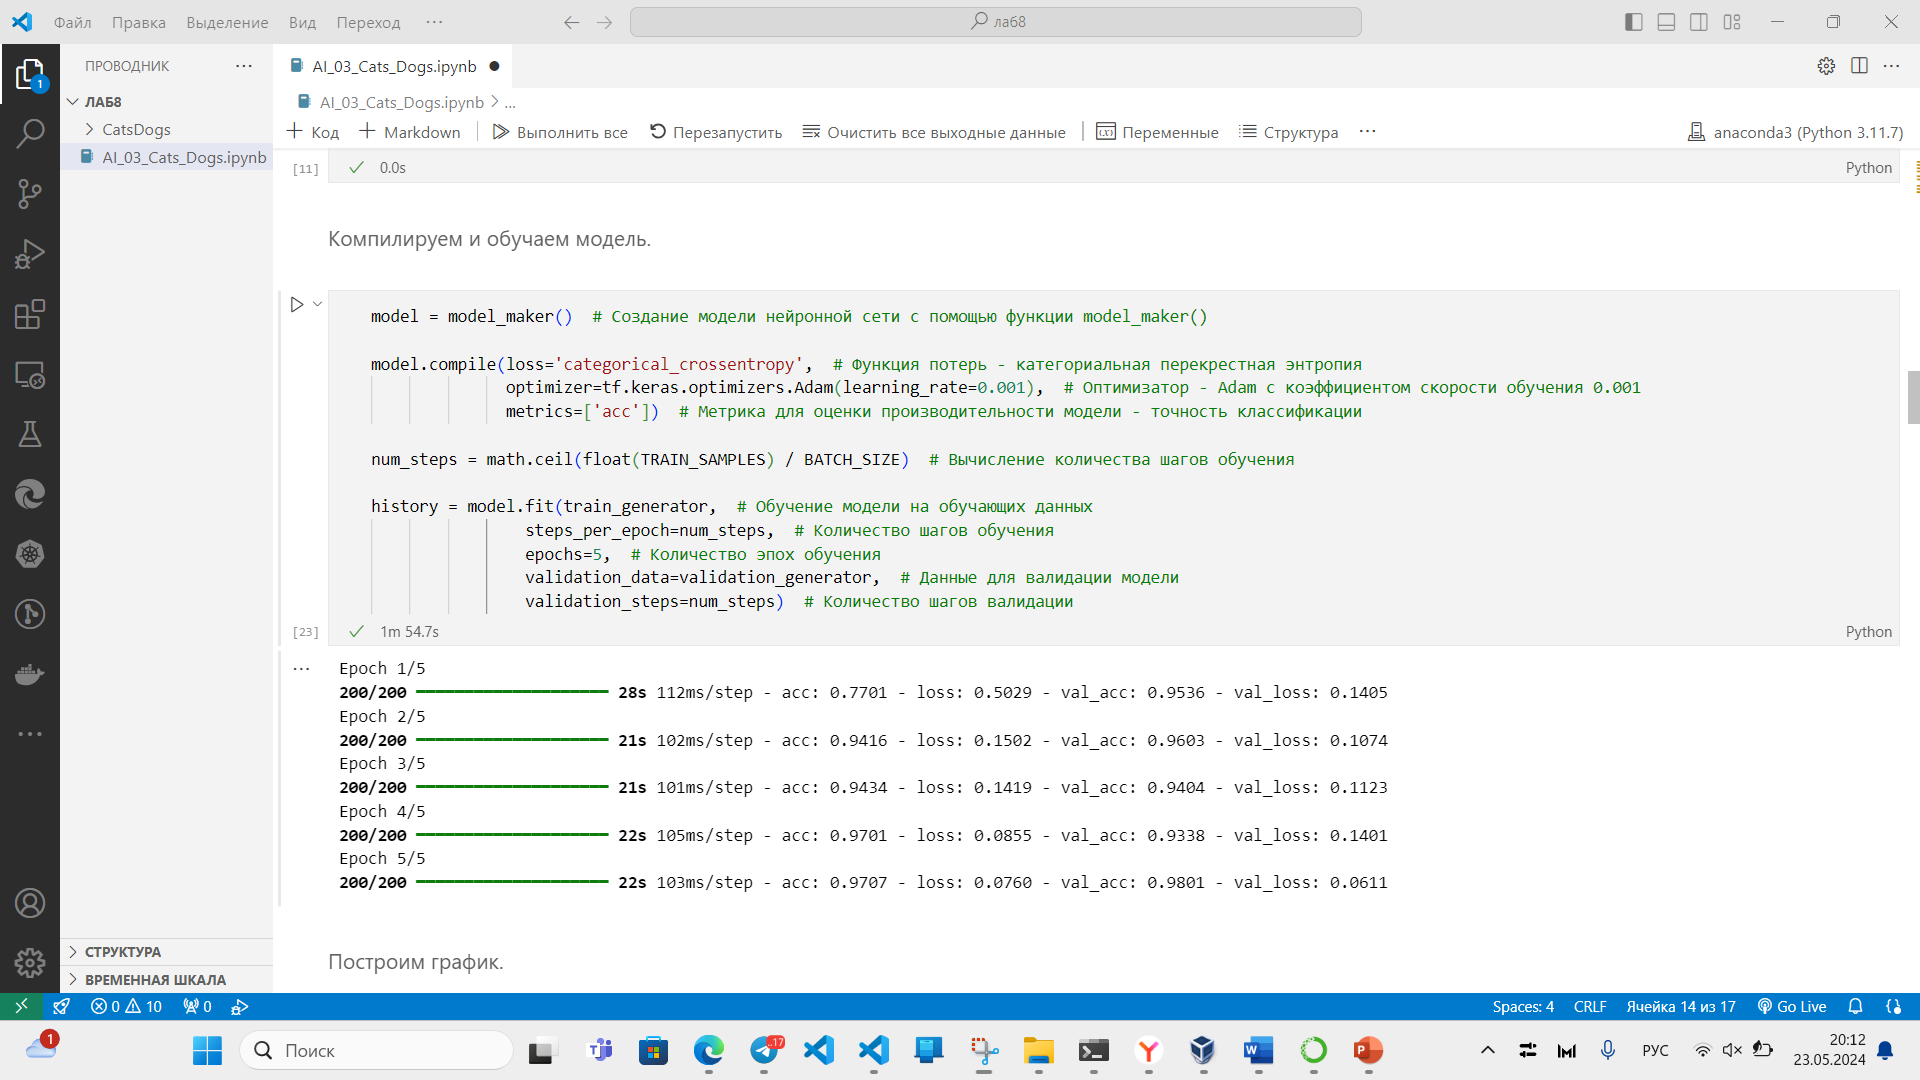 Файл Правка Выделение Вид Переход ··· лаб8
ПРОВОДНИК ···
ЛАБ8
CatsDogs
AI_03_Cats_Dogs.ipynb
1
AI_03_Cats_Dogs.ipynb
AI_03_Cats_Dogs.ipynb > ...
Код Markdown Выполнить все Перезапустить Очистить все выходные данные Переменные Структура ··· anaconda3 (Python 3.11.7)
[11] 0.0s Python
Компилируем и обучаем модель.
model = model_maker()  # Создание модели нейронной сети с помощью функции model_maker()
model.compile(loss='categorical_crossentropy',  # Функция потерь - категориальная перекрестная энтропия
optimizer=tf.keras.optimizers.Adam(learning_rate=0.001),  # Оптимизатор - Adam с коэффициентом скорости обучения 0.001
metrics=['acc'])  # Метрика для оценки производительности модели - точность классификации
num_steps = math.ceil(float(TRAIN_SAMPLES) / BATCH_SIZE)  # Вычисление количества шагов обучения
history = model.fit(train_generator,  # Обучение модели на обучающих данных
steps_per_epoch=num_steps,  # Количество шагов обучения
epochs=5,  # Количество эпох обучения
validation_data=validation_generator,  # Данные для валидации модели
validation_steps=num_steps)  # Количество шагов валидации
[23] 1m 54.7s Python
... Epoch 1/5
200/200 28s 112ms/step - acc: 0.7701 - loss: 0.5029 - val_acc: 0.9536 - val_loss: 0.1405
Epoch 2/5
200/200 21s 102ms/step - acc: 0.9416 - loss: 0.1502 - val_acc: 0.9603 - val_loss: 0.1074
Epoch 3/5
200/200 21s 101ms/step - acc: 0.9434 - loss: 0.1419 - val_acc: 0.9404 - val_loss: 0.1123
Epoch 4/5
200/200 22s 105ms/step - acc: 0.9701 - loss: 0.0855 - val_acc: 0.9338 - val_loss: 0.1401
Epoch 5/5
200/200 22s 103ms/step - acc: 0.9707 - loss: 0.0760 - val_acc: 0.9801 - val_loss: 0.0611
Построим график.
СТРУКТУРА
ВРЕМЕННАЯ ШКАЛА
0 10 0 Spaces: 4 CRLF Ячейка 14 из 17 Go Live
1 Поиск 17 РУС 20:12
23.05.2024